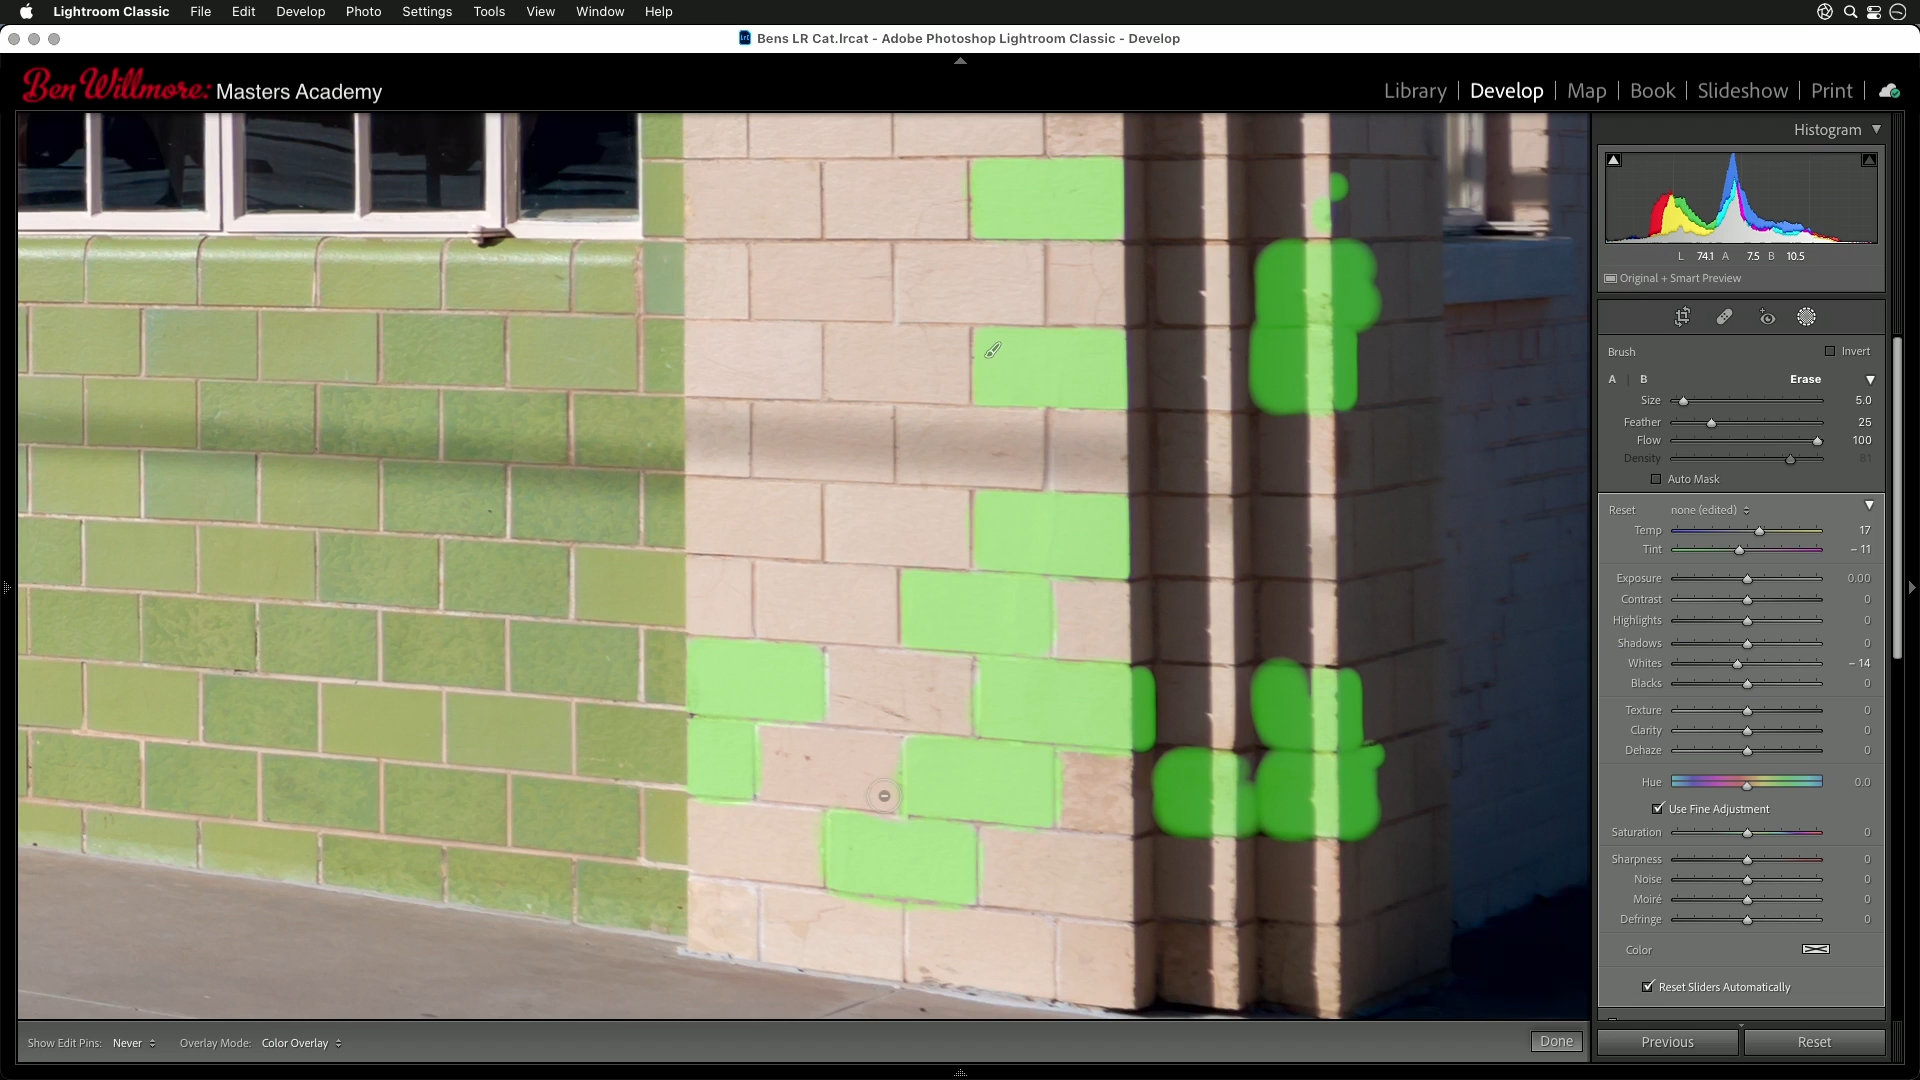 Lightroom Classic File Edit Develop Photo Settings Tools View Window Help
Bens LR Cat.lrcat - Adobe Photoshop Lightroom Classic - Develop
Ben Willmore: Masters Academy
Library | Develop | Map | Book | Slideshow | Print |
Histogram
L 74.1 A 7.5 B 10.5
Original + Smart Preview
Brush Invert
A | B Erase
Size 5.0
Feather 25
Flow 100
Density 81
Auto Mask
Reset none (edited)
Temp 17
Tint – 11
Exposure 0.00
Contrast 0
Highlights 0
Shadows 0
Whites – 14
Blacks 0
Texture 0
Clarity 0
Dehaze 0
Hue 0.0
Use Fine Adjustment
Saturation 0
Sharpness 0
Noise 0
Moiré 0
Defringe 0
Color
Reset Sliders Automatically
Show Edit Pins: Never Overlay Mode: Color Overlay Done
Previous Reset